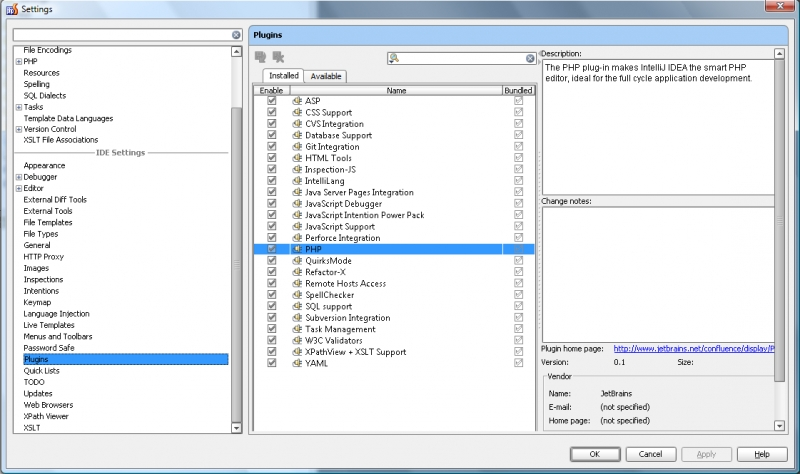 Settings
File Encodings
PHP
Resources
Spelling
SQL Dialects
Tasks
Template Data Languages
Version Control
XSLT File Associations
IDE Settings
Appearance
Debugger
Editor
External Diff Tools
External Tools
File Templates
File Types
General
HTTP Proxy
Images
Inspections
Intentions
Keymap
Language Injection
Live Templates
Menus and Toolbars
Password Safe
Plugins
Quick Lists
TODO
Updates
Web Browsers
XPath Viewer
XSLT
Plugins
Installed Available
Enable Name Bundled
ASP
CSS Support
CVS Integration
Database Support
Git Integration
HTML Tools
Inspection-JS
IntelliLang
Java Server Pages Integration
JavaScript Debugger
JavaScript Intention Power Pack
JavaScript Support
Perforce Integration
PHP
QuirksMode
Refactor-X
Remote Hosts Access
SpellChecker
SQL support
Subversion Integration
Task Management
W3C Validators
XPathView + XSLT Support
YAML
Description:
The PHP plug-in makes IntelliJ IDEA the smart PHP
editor, ideal for the full cycle application development.
Change notes:
Plugin home page: http://www.jetbrains.net/confluence/display/P
Version: 0.1 Size:
Vendor
Name: JetBrains
E-mail: (not specified)
Home page: (not specified)
OK Cancel Apply Help